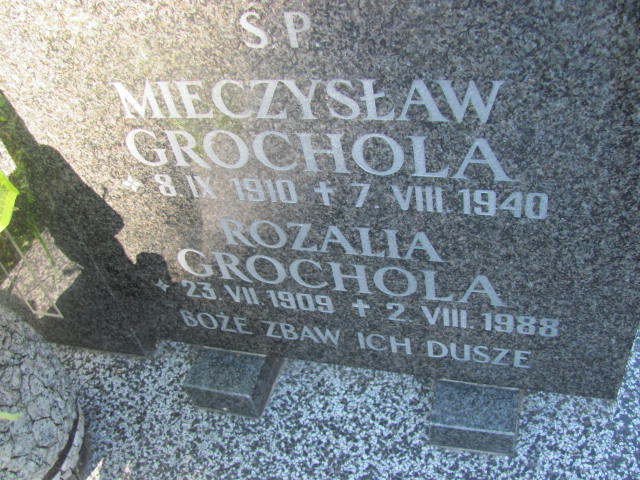 S.P.
MIECZYSŁAW
GROCHOLA
* 8 IX 1910 + 7 VIII. 1940
ROZALIA
GROCHOLA
* 23. VII 1909 + 2 VIII. 1988
BOŻE ZBAW ICH DUSZE